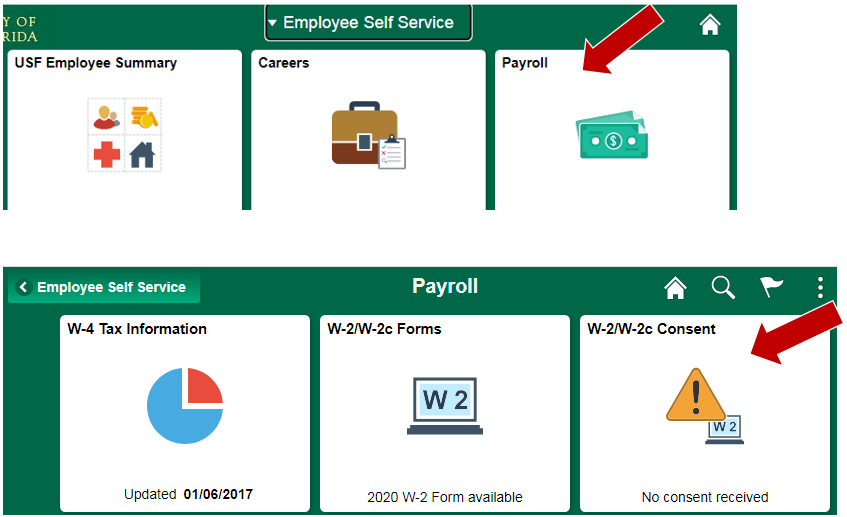 Y OF
RIDA
Employee Self Service
USF Employee Summary
Careers
Payroll
$
Employee Self Service
Payroll
W-4 Tax Information
W-2/W-2c Forms
W-2/W-2c Consent
W 2
W 2
Updated 01/06/2017
2020 W-2 Form available
No consent received